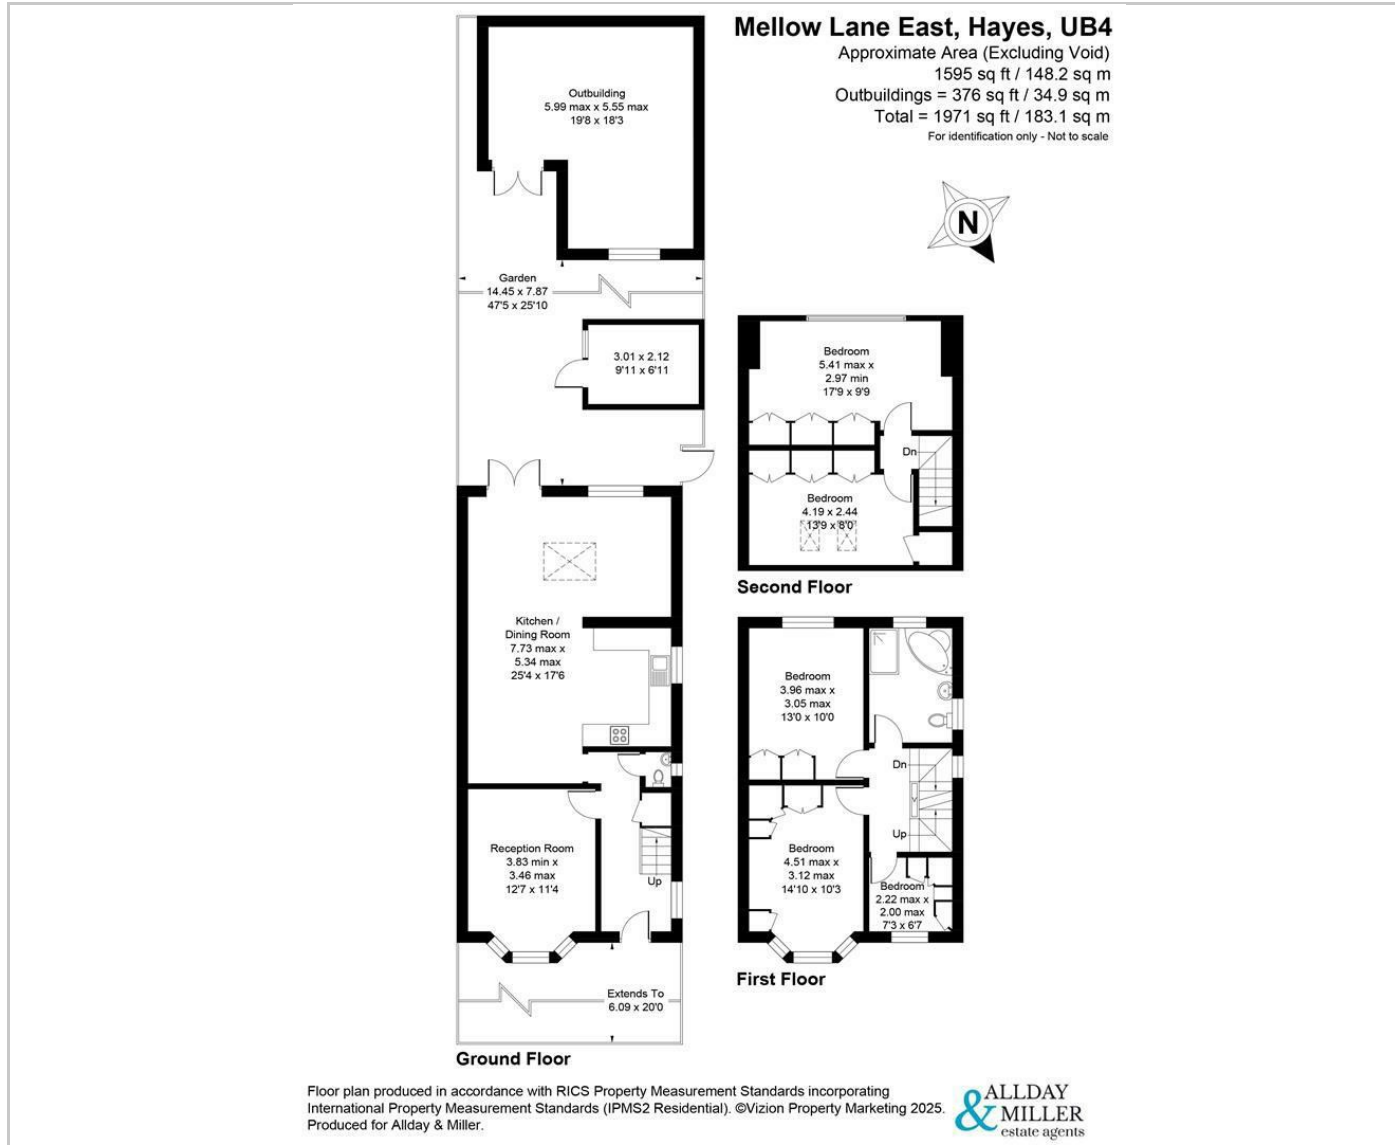 Mellow Lane East, Hayes, UB4
Approximate Area (Excluding Void)
1595 sq ft / 148.2 sq m
Outbuildings = 376 sq ft / 34.9 sq m
Total = 1971 sq ft / 183.1 sq m
For identification only - Not to scale
N
Outbuilding
5.99 max x 5.55 max
19'8 x 18'3
Garden
14.45 x 7.87
47'5 x 25'10
3.01 x 2.12
9'11 x 6'11
Kitchen /
Dining Room
7.73 max x
5.34 max
25'4 x 17'6
Reception Room
3.83 min x
3.46 max
12'7 x 11'4
Up
Extends To
6.09 x 20'0
Ground Floor
Bedroom
5.41 max x
2.97 min
17'9 x 9'9
Dn
Bedroom
4.19 x 2.44
13'9 x 8'0
Second Floor
Bedroom
3.96 max x
3.05 max
13'0 x 10'0
Dn
Up
Bedroom
4.51 max x
3.12 max
14'10 x 10'3
Bedroom
2.22 max x
2.00 max
7'3 x 6'7
First Floor
Floor plan produced in accordance with RICS Property Measurement Standards incorporating
International Property Measurement Standards (IPMS2 Residential). ©Vizion Property Marketing 2025.
Produced for Allday & Miller.
ALLDAY
& MILLER
estate agents